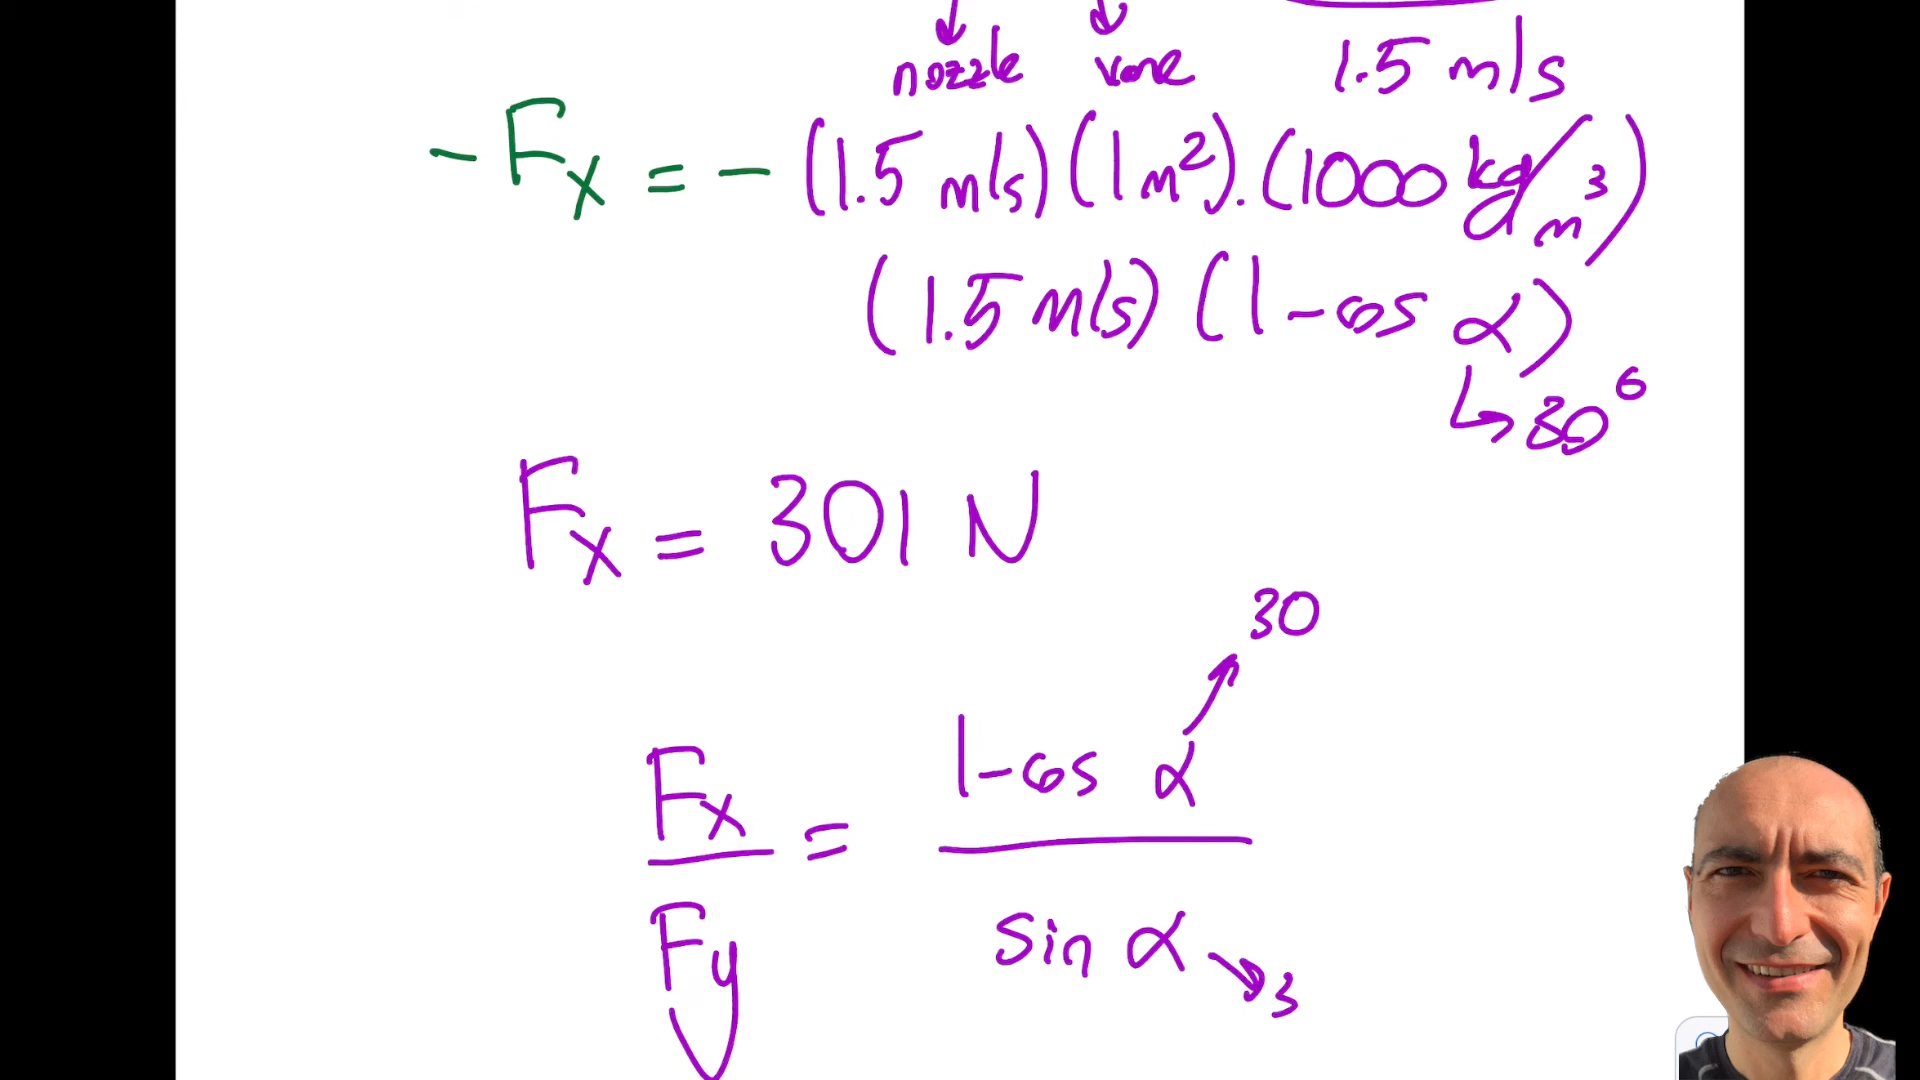 nozzle vane 1.5 m/s
- Fx = - (1.5 m/s) (1 m²) . (1000 kg/m³)
(1.5 m/s) (1 - cos α)
↳ 30°
Fx = 301 N
30
Fx / Fy = 1 - cos α / sin α
3